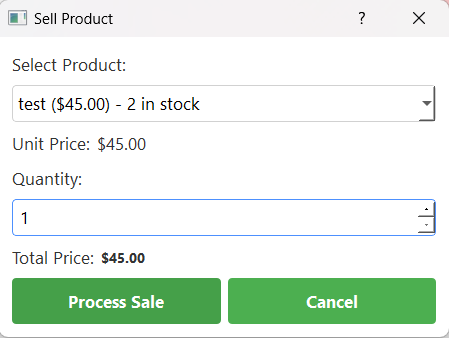 Sell Product
?
Select Product:
test ($45.00) - 2 in stock
Unit Price: $45.00
Quantity:
1
Total Price: $45.00
Process Sale Cancel